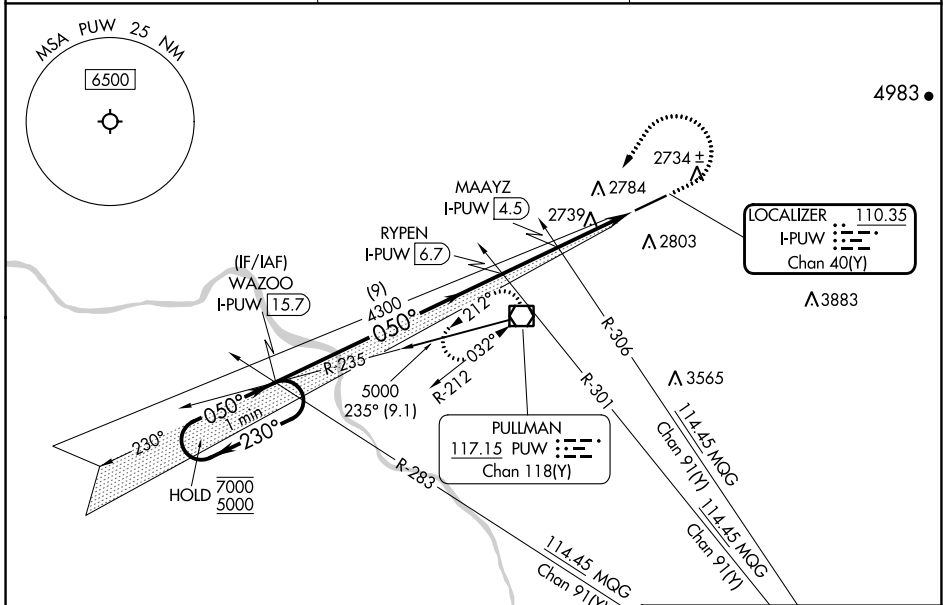 MSA PUW 25 NM
6500
4983
2734 ±
2784
MAAYZ
I-PUW 4.5
2739
LOCALIZER 110.35
I-PUW
Chan 40(Y)
2803
RYPEN
I-PUW 6.7
(IF/IAF)
WAZOO
I-PUW 15.7
(9)
4300
050°
3883
212°
032°
R-212
R-306
R-235
5000
235° (9.1)
R-301
3565
050°
1 min
230°
230°
HOLD 7000
5000
PULLMAN
117.15 PUW
Chan 118(Y)
R-283
114.45 MQG
Chan 91(Y)
114.45 MQG
Chan 91(Y)
114.45 MQG
Chan 91(Y)